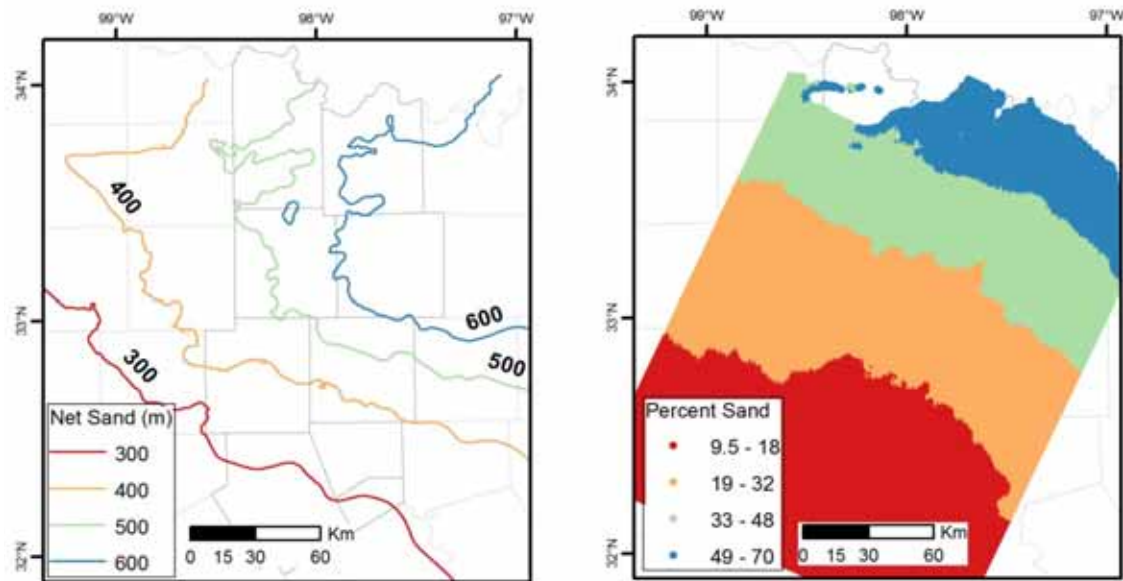 99°W 98°W 97°W
34°N
33°N
32°N
400
300
600
500
Net Sand (m)
300
400
500
600
Km
0 15 30 60
99°W 98°W 97°W
34°N
33°N
32°N
Percent Sand
9.5 - 18
19 - 32
33 - 48
49 - 70
Km
0 15 30 60